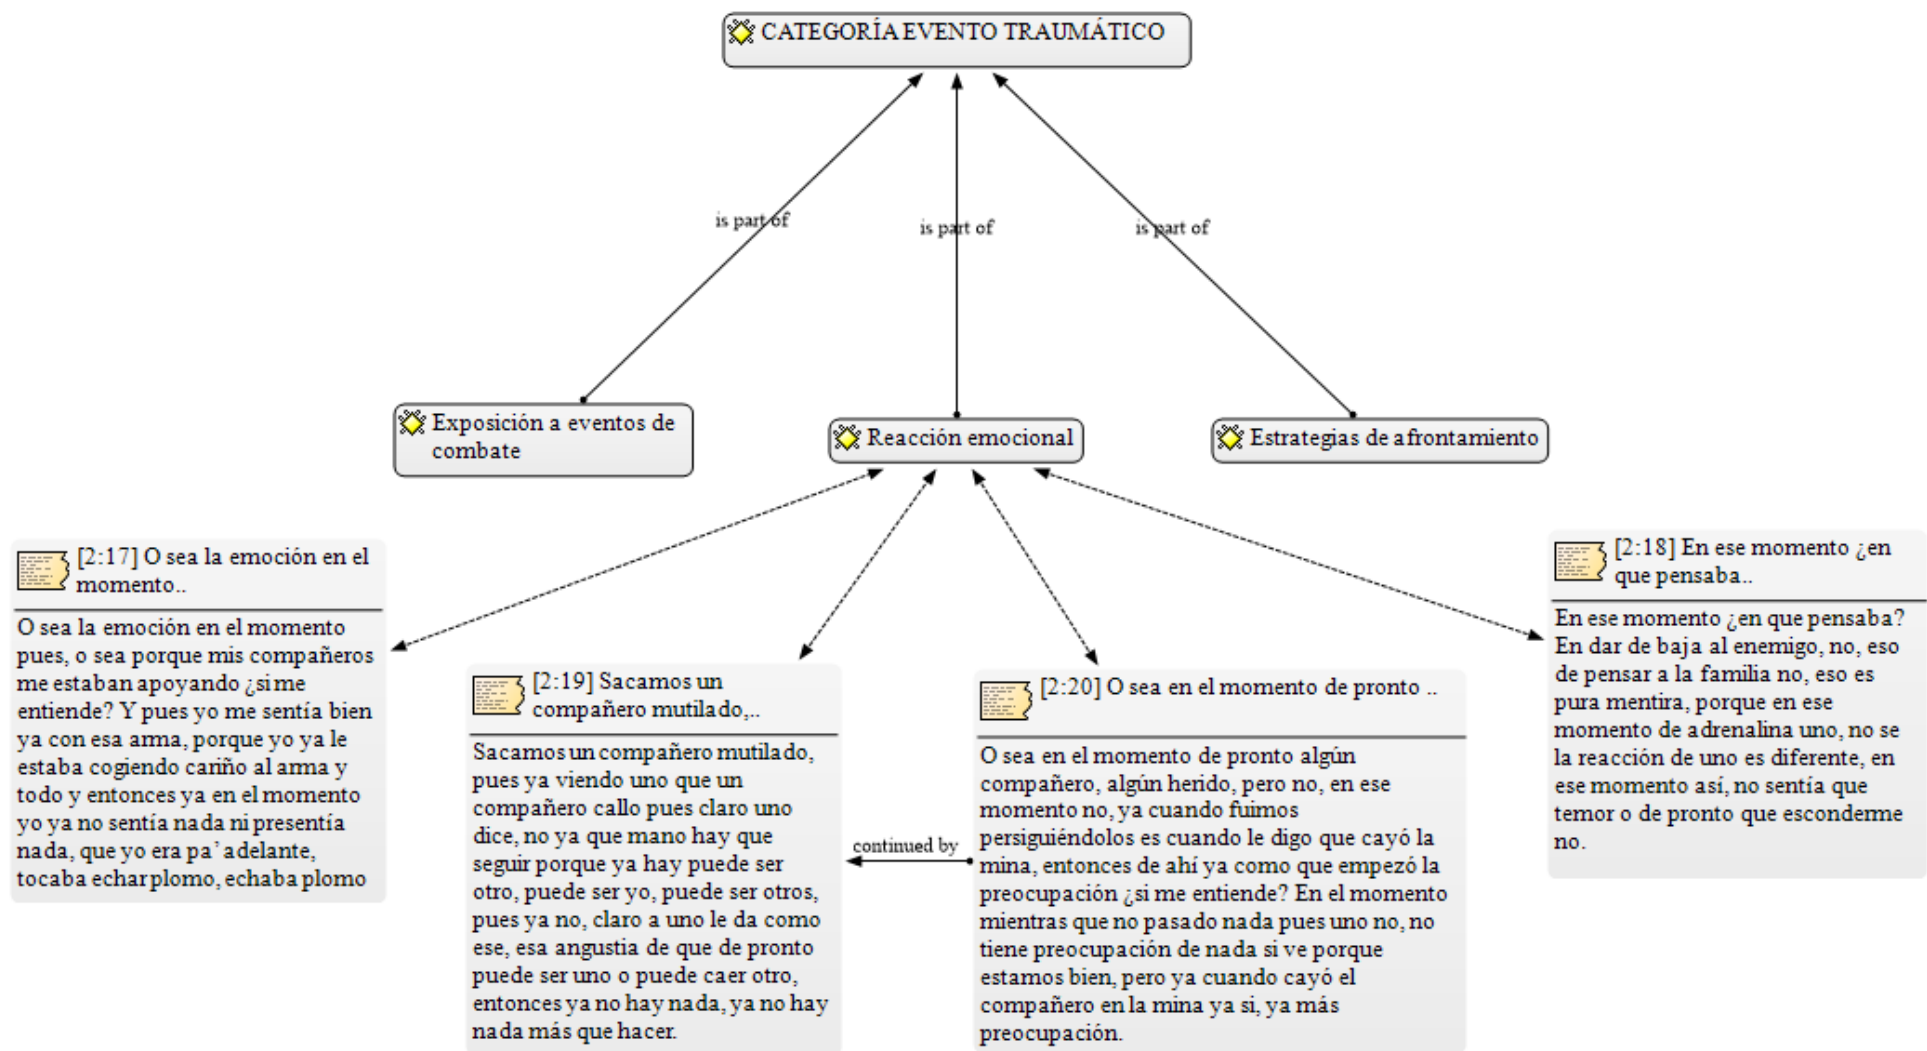 CATEGORÍA EVENTO TRAUMÁTICO
is part of
is part of
is part of
Exposición a eventos de
combate
Reacción emocional
Estrategias de afrontamiento
[2:17] O sea la emoción en el
momento..
O sea la emoción en el momento
pues, o sea porque mis compañeros
me estaban apoyando ¿si me
entiende? Y pues yo me sentía bien
ya con esa arma, porque yo ya le
estaba cogiendo cariño al arma y
todo y entonces ya en el momento
yo ya no sentía nada ni presentía
nada, que yo era pa’ adelante,
tocaba echar plomo, echaba plomo
[2:19] Sacamos un
compañero mutilado,..
Sacamos un compañero mutilado,
pues ya viendo uno que un
compañero callo pues claro uno
dice, no ya que mano hay que
seguir porque ya hay puede ser
otro, puede ser yo, puede ser otros,
pues ya no, claro a uno le da como
ese, esa angustia de que de pronto
puede ser uno o puede caer otro,
entonces ya no hay nada, ya no hay
nada más que hacer.
continued by
[2:20] O sea en el momento de pronto ..
O sea en el momento de pronto algún
compañero, algún herido, pero no, en ese
momento no, ya cuando fuimos
persiguiéndolos es cuando le digo que cayó la
mina, entonces de ahí ya como que empezó la
preocupación ¿si me entiende? En el momento
mientras que no pasado nada pues uno no, no
tiene preocupación de nada si ve porque
estamos bien, pero ya cuando cayó el
compañero en la mina ya si, ya más
preocupación.
[2:18] En ese momento ¿en
que pensaba..
En ese momento ¿en que pensaba?
En dar de baja al enemigo, no, eso
de pensar a la familia no, eso es
pura mentira, porque en ese
momento de adrenalina uno, no se
la reacción de uno es diferente, en
ese momento así, no sentía que
temor o de pronto que esconderme
no.